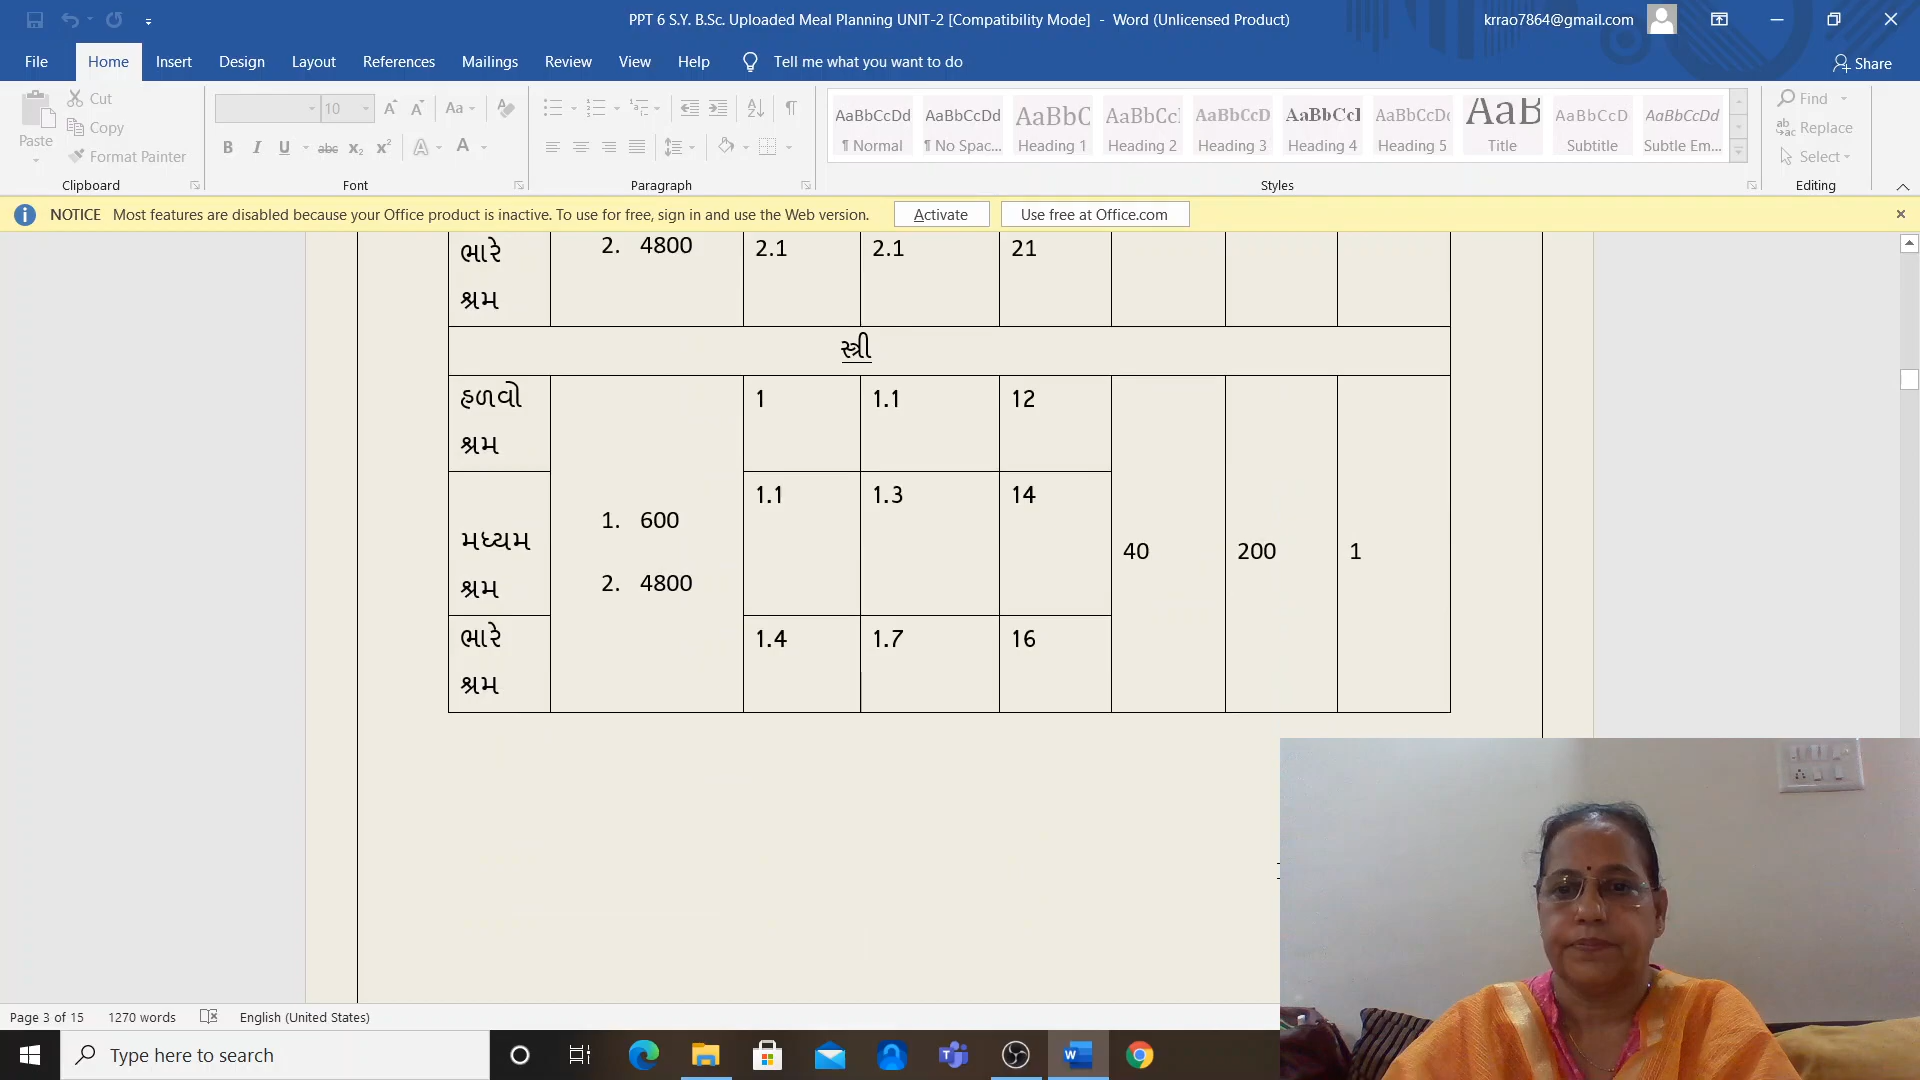 PPT 6 S.Y. B.Sc. Uploaded Meal Planning UNIT-2 [Compatibility Mode] - Word (Unlicensed Product)
krrao7864@gmail.com
File Home Insert Design Layout References Mailings Review View Help Tell me what you want to do
Share
Paste
Cut
Copy
Format Painter
Clipboard
10
Aa
B I U abc X₂ X² A A
Font
Paragraph
AaBbCcDd AaBbCcDd AaBbC AaBbCc AaBbCcD AaBbCcI AaBbCcDc AaB AaBbCcD AaBbCcDd
¶ Normal ¶ No Spac... Heading 1 Heading 2 Heading 3 Heading 4 Heading 5 Title Subtitle Subtle Em...
Styles
Find
Replace
Select
Editing
NOTICE Most features are disabled because your Office product is inactive. To use for free, sign in and use the Web version. Activate Use free at Office.com
ભારે 2. 4800 2.1 2.1 21
શ્રમ
સ્ત્રી
હળવો 1 1.1 12
શ્રમ
1.1 1.3 14
1. 600
મધ્યમ 40 200 1
શ્રમ 2. 4800
ભારે 1.4 1.7 16
શ્રમ
Page 3 of 15 1270 words English (United States)
Type here to search